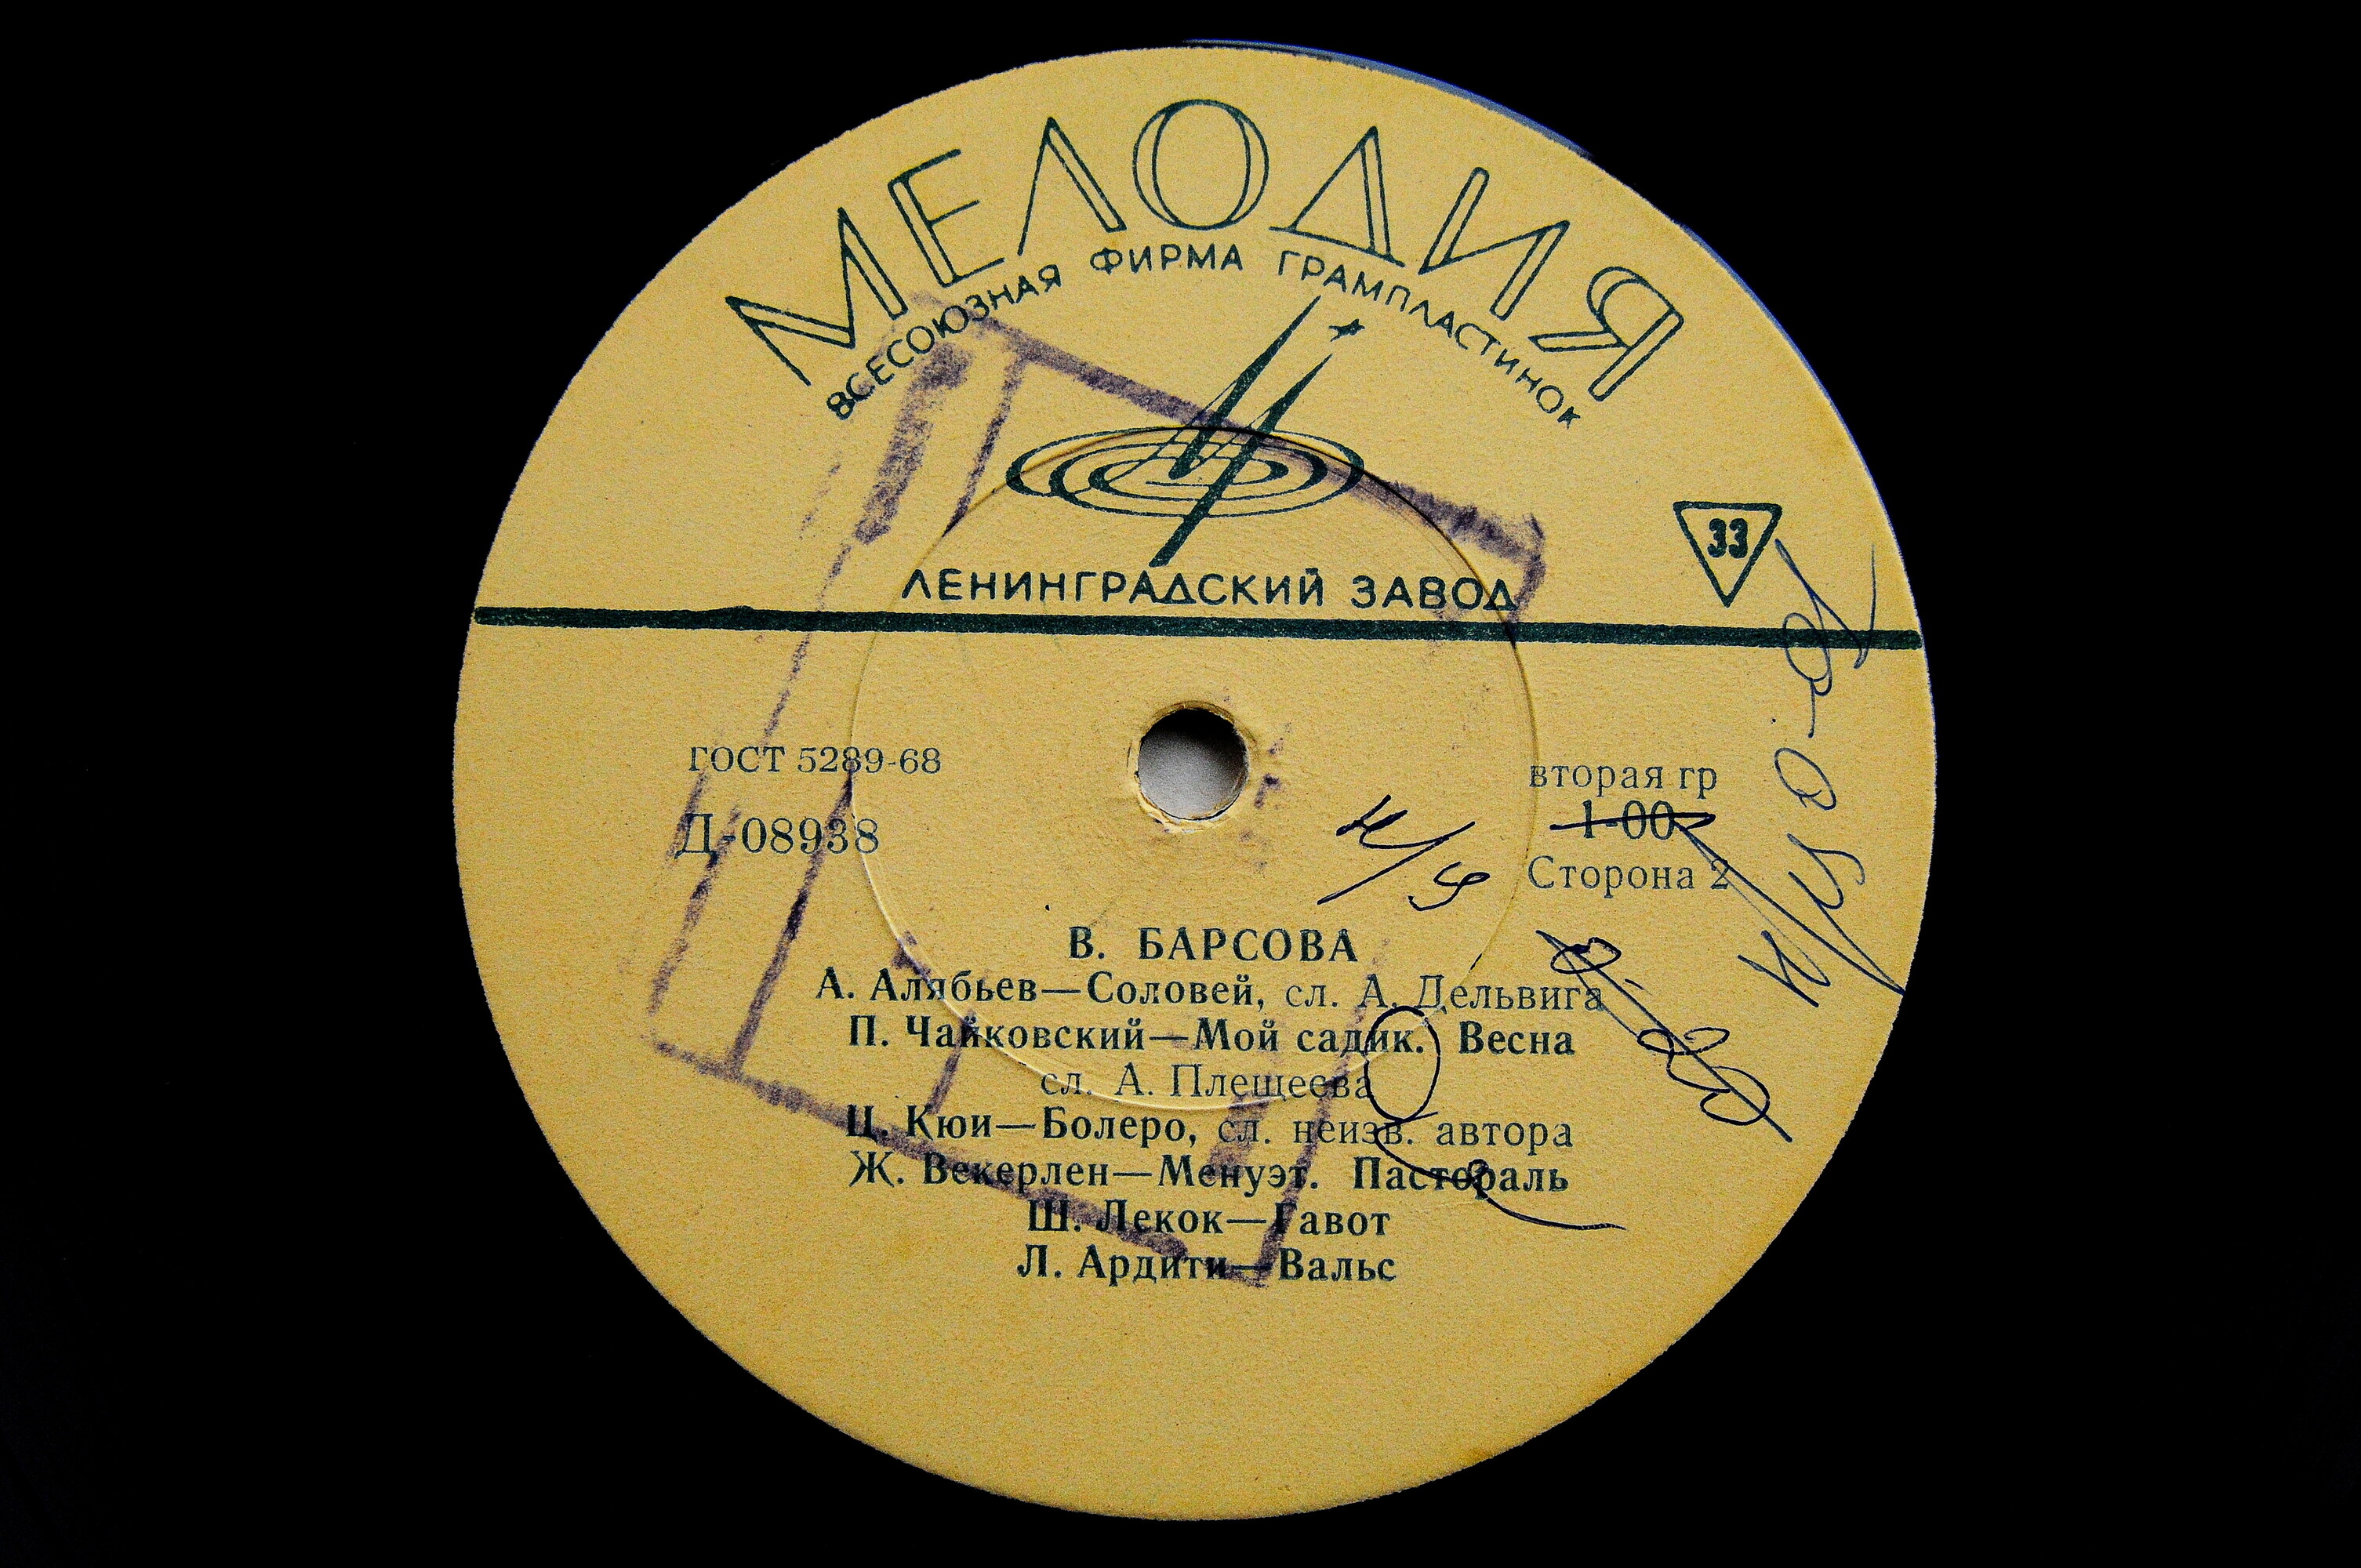 МЕЛОДИЯ
ВСЕСОЮЗНАЯ ФИРМА ГРАМПЛАСТИНОК
33
ЛЕНИНГРАДСКИЙ ЗАВОД
ГОСТ 5289-68
вторая гр
Д-08938
1-00
Сторона 2
В. БАРСОВА
А. Алябьев—Соловей, сл. А. Дельвига
П. Чайковский—Мой садик. Весна
сл. А. Плещеева
Ц. Кюи—Болеро, сл. неизв. автора
Ж. Векерлен—Менуэт. Пастораль
Ш. Лекок—Гавот
Л. Ардити—Вальс